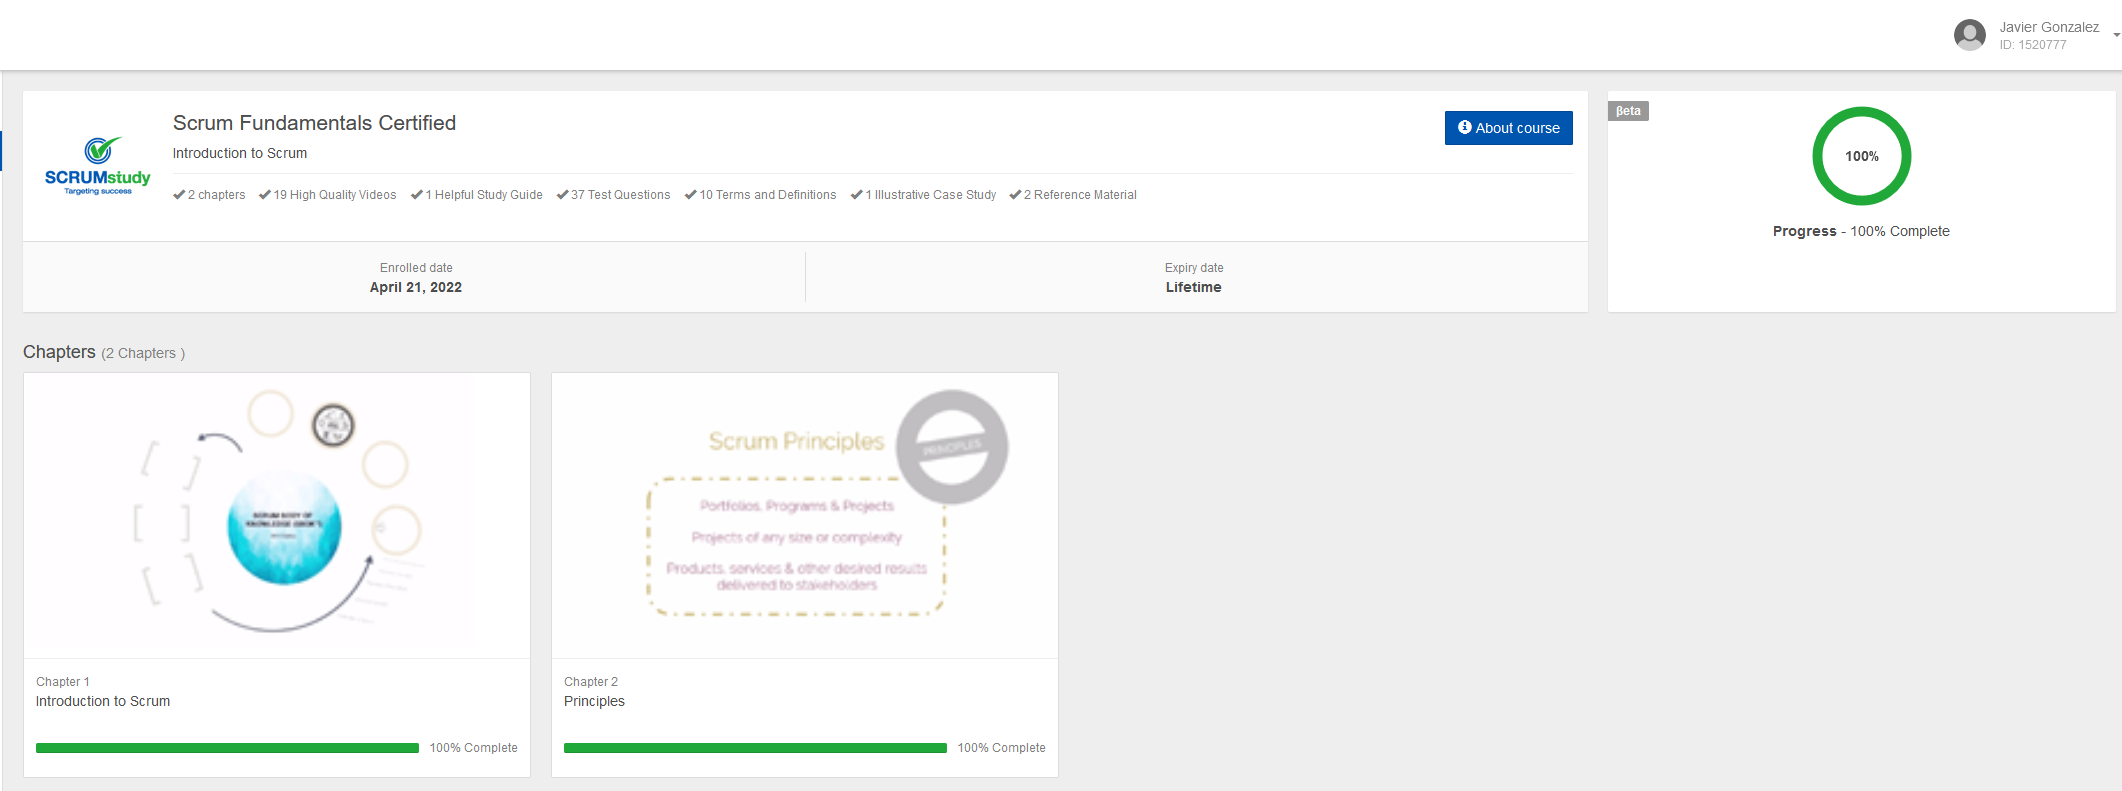 Javier Gonzalez
ID: 1520777
Scrum Fundamentals Certified
About course
Introduction to Scrum
SCRUMstudy
Targeting success
2 chapters 19 High Quality Videos 1 Helpful Study Guide 37 Test Questions 10 Terms and Definitions 1 Illustrative Case Study 2 Reference Material
Enrolled date
April 21, 2022
Expiry date
Lifetime
βeta
100%
Progress - 100% Complete
Chapters (2 Chapters )
SCRUM BODY OF
KNOWLEDGE
Scrum Principles
PRINCIPLES
Portfolios, Programs & Projects
Projects of any size or complexity
Products, services & other desired results
delivered to stakeholders
Chapter 1
Introduction to Scrum
100% Complete
Chapter 2
Principles
100% Complete